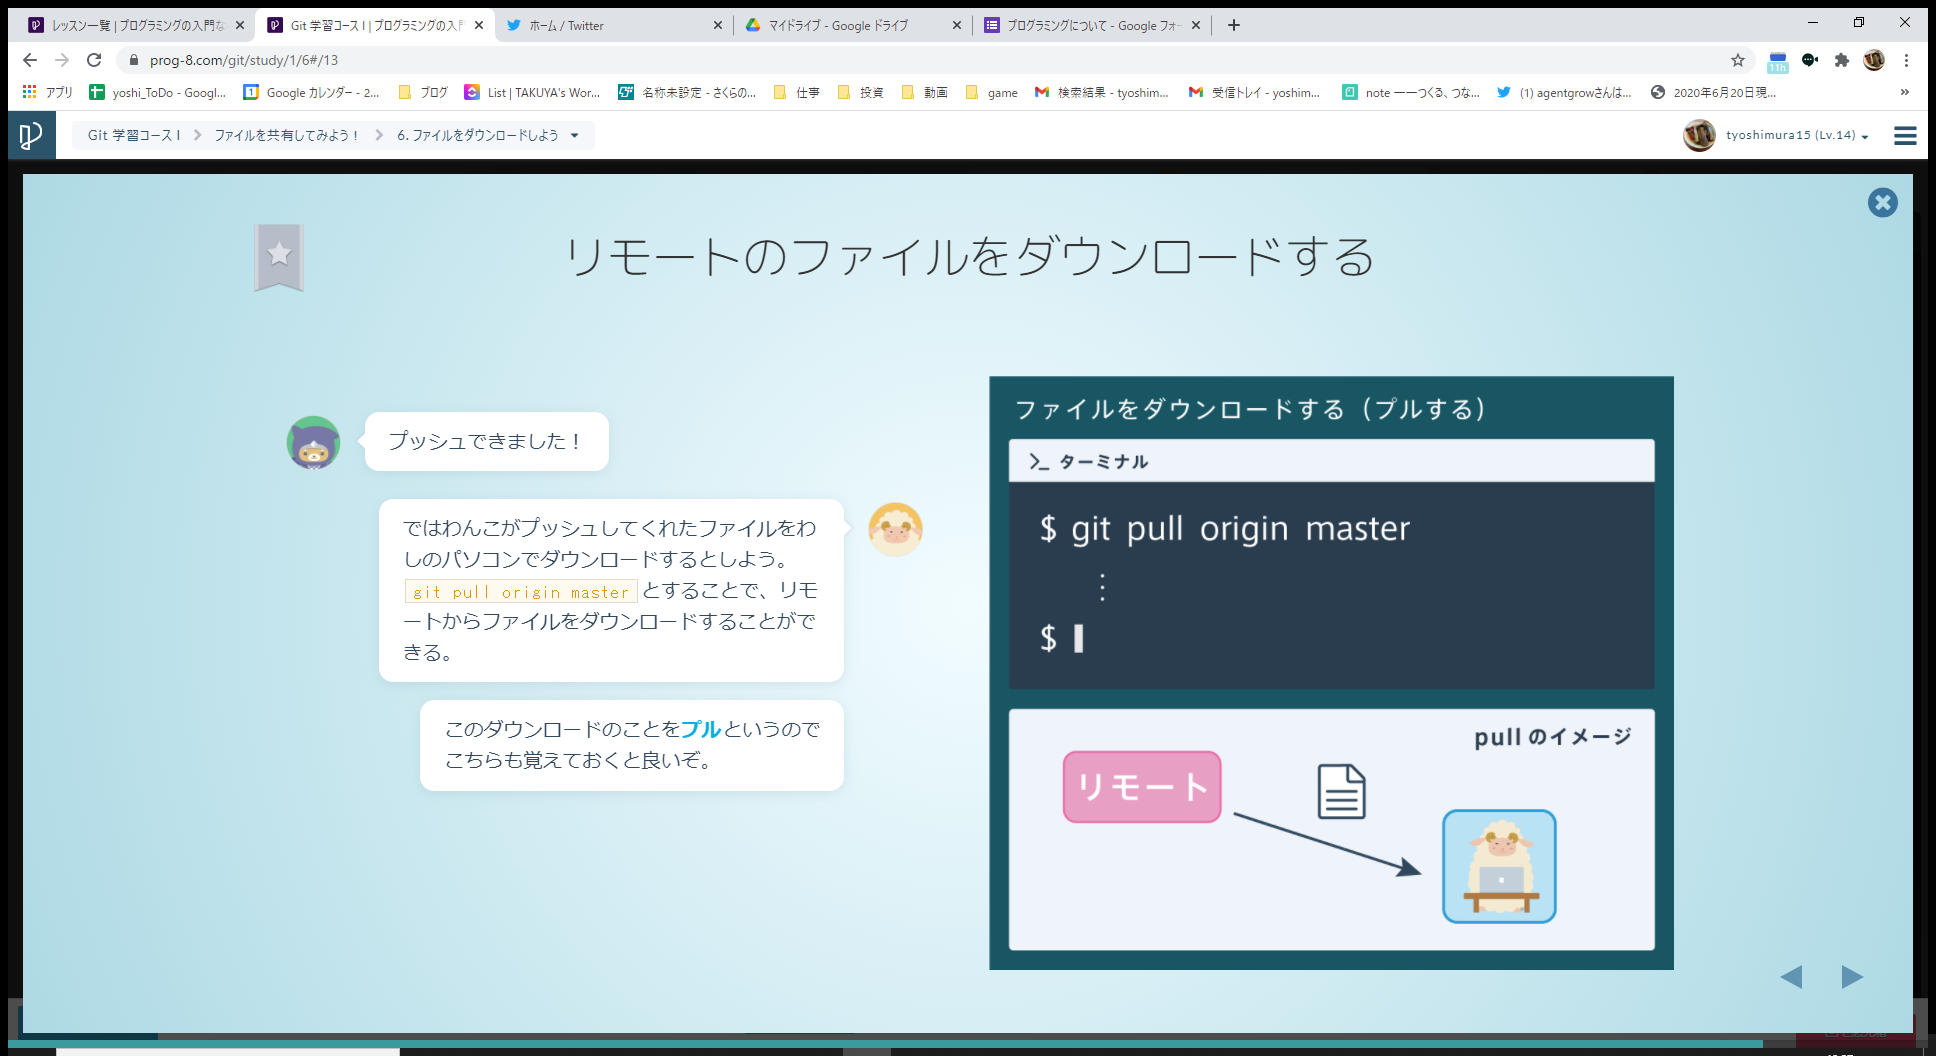 レッスン一覧 | プログラミングの入門な
Git 学習コース I | プログラミングの入門
ホーム / Twitter
マイドライブ - Google ドライブ
プログラミングについて - Google フォー
prog-8.com/git/study/1/6#/13
11h
アプリ
yoshi_ToDo - Googl...
Google カレンダー - 2...
ブログ
List | TAKUYA's Wor...
名称未設定 - さくらの...
仕事
投資
動画
game
検索結果 - tyoshim...
受信トレイ - yoshim...
note ――つくる、つな...
(1) agentgrowさんは...
2020年6月20日現...
»
Git 学習コース I
ファイルを共有してみよう！
6. ファイルをダウンロードしよう
tyoshimura15 (Lv.14)
リモートのファイルをダウンロードする
プッシュできました！
ではわんこがプッシュしてくれたファイルをわ
しのパソコンでダウンロードするとしよう。
git pull origin master とすることで、リモ
ートからファイルをダウンロードすることがで
きる。
このダウンロードのことをプルというので
こちらも覚えておくと良いぞ。
ファイルをダウンロードする（プルする）
>_ ターミナル
$ git pull origin master
⋮
$
pull のイメージ
リモート